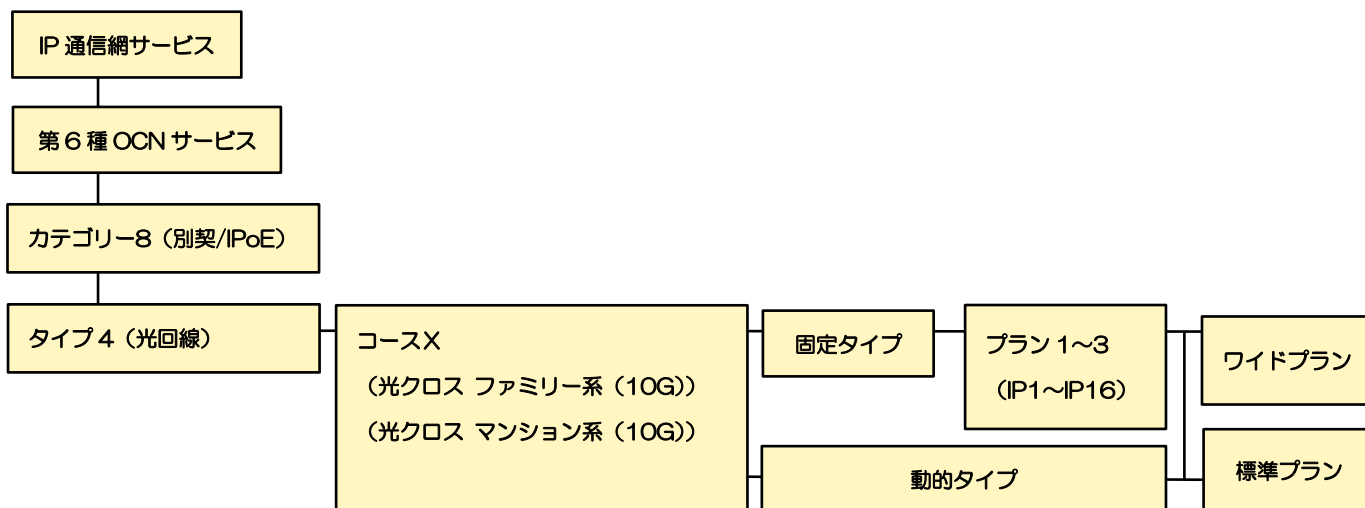 IP 通信網サービス
第6種 OCN サービス
カテゴリー8（別契/IPoE）
タイプ4（光回線）
コースX
（光クロス ファミリー系（10G））
（光クロス マンション系（10G））
固定タイプ
プラン1～3
（IP1～IP16）
ワイドプラン
動的タイプ
標準プラン